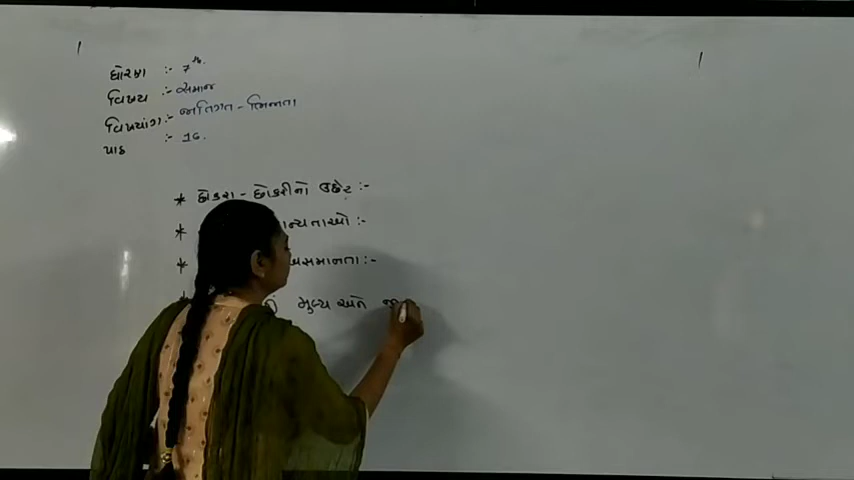 ધોરણ :- 7th.
વિષય :- સમાજ
વિષયાંગ :- જાતિગત - ભિન્નતા
પાઠ :- 16.
* છોકરા - છોકરીનો ઉછેર :-
* ન્યતાઓ :-
* અસમાનતા :-
મુલ્ય અને